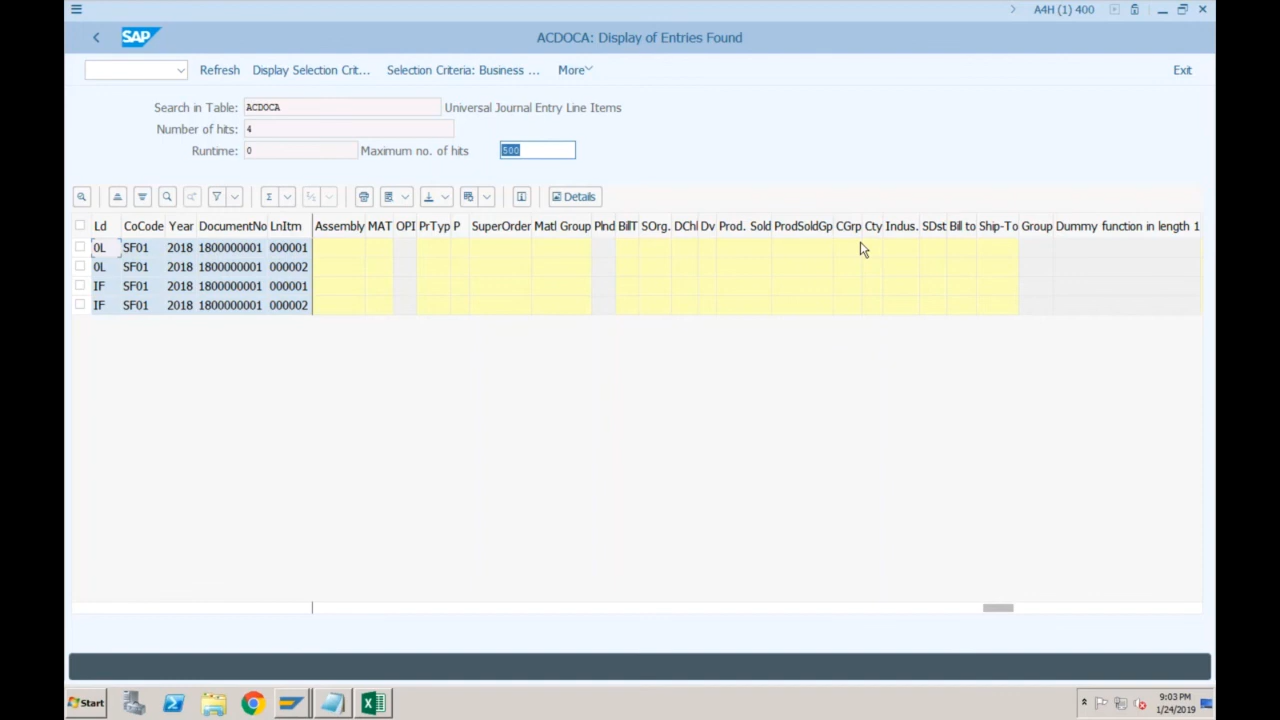 A4H (1) 400
SAP ACDOCA: Display of Entries Found
Refresh Display Selection Crit... Selection Criteria: Business ... More Exit
Search in Table: ACDOCA Universal Journal Entry Line Items
Number of hits: 4
Runtime: 0 Maximum no. of hits 500
Details
Ld CoCode Year DocumentNo LnItm Assembly MAT OPI PrTyp P SuperOrder Matl Group Plnd BillT SOrg. DChl Dv Prod. Sold ProdSoldGp CGrp Cty Indus. SDst Bill to Ship-To Group Dummy function in length 1
0L SF01 2018 1800000001 000001
0L SF01 2018 1800000001 000002
IF SF01 2018 1800000001 000001
IF SF01 2018 1800000001 000002
Start 9:03 PM
1/24/2019